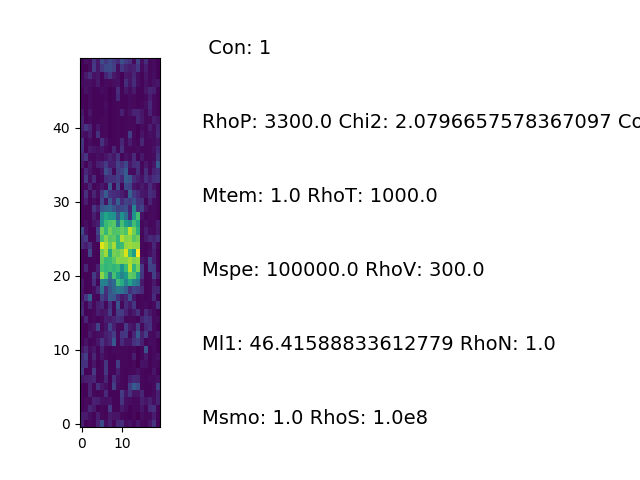 Con: 1
RhoP: 3300.0 Chi2: 2.0796657578367097 Co
Mtem: 1.0 RhoT: 1000.0
Mspe: 100000.0 RhoV: 300.0
Ml1: 46.41588833612779 RhoN: 1.0
Msmo: 1.0 RhoS: 1.0e8
40
30
20
10
0
0 10